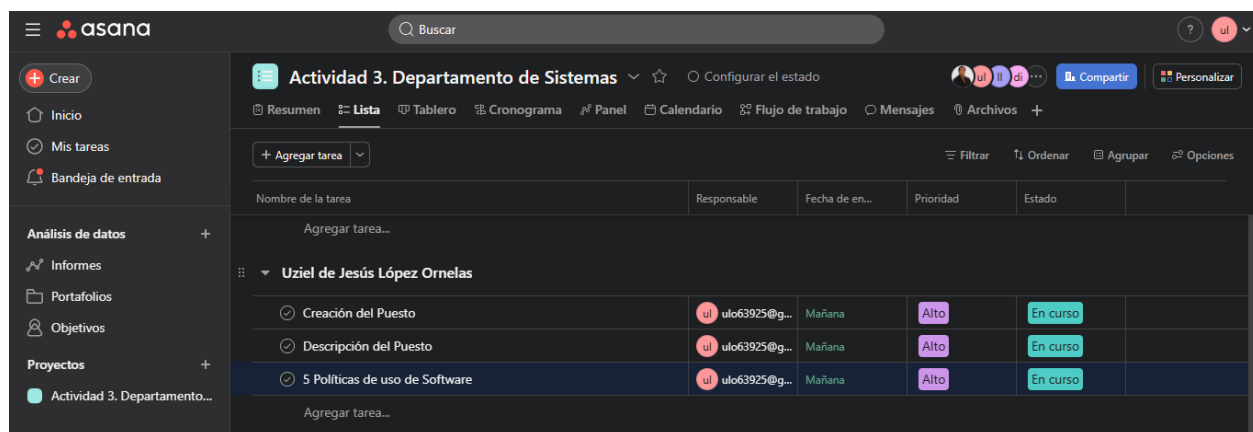 asana
Buscar
?
ul
Crear
Inicio
Mis tareas
Bandeja de entrada
Análisis de datos
Informes
Portafolios
Objetivos
Proyectos
Actividad 3. Departamento...
Actividad 3. Departamento de Sistemas
Configurar el estado
ul
ll
di
...
Compartir
Personalizar
Resumen
Lista
Tablero
Cronograma
Panel
Calendario
Flujo de trabajo
Mensajes
Archivos
+ Agregar tarea
Filtrar
Ordenar
Agrupar
Opciones
Nombre de la tarea
Responsable
Fecha de en...
Prioridad
Estado
Agregar tarea...
Uziel de Jesús López Ornelas
Creación del Puesto ul ulo63925@g... Mañana Alto En curso
Descripción del Puesto ul ulo63925@g... Mañana Alto En curso
5 Políticas de uso de Software ul ulo63925@g... Mañana Alto En curso
Agregar tarea...